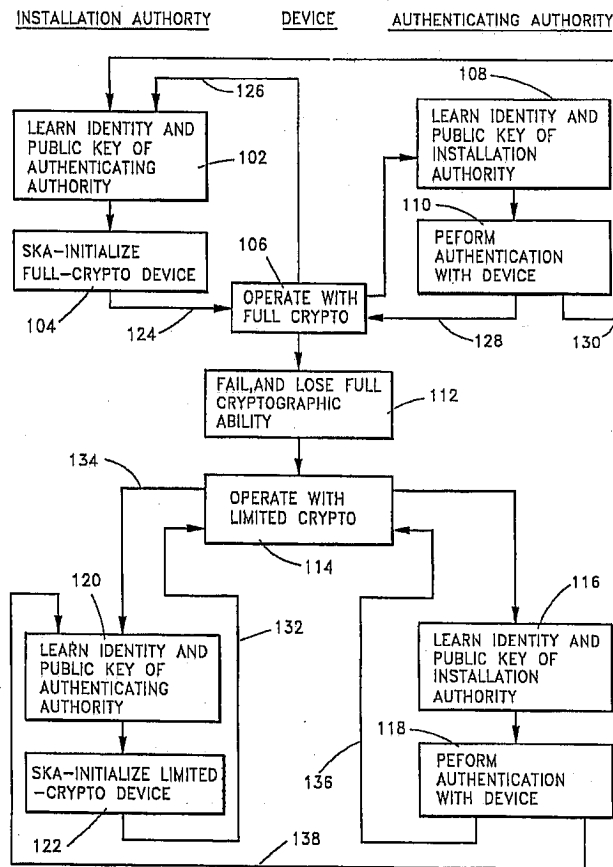 INSTALLATION AUTHORTY
DEVICE
AUTHENTICATING AUTHORITY
126
108
LEARN IDENTITY AND
PUBLIC KEY OF
AUTHENTICATING
AUTHORITY
102
LEARN IDENTITY AND
PUBLIC KEY OF
INSTALLATION
AUTHORITY
110
SKA-INITIALIZE
FULL-CRYPTO DEVICE
104
106
PEFORM
AUTHENTICATION
WITH DEVICE
124
OPERATE WITH
FULL CRYPTO
128
130
FAIL,AND LOSE FULL
CRYPTOGRAPHIC
ABILITY
112
134
OPERATE WITH
LIMITED CRYPTO
114
120
132
116
LEARN IDENTITY AND
PUBLIC KEY OF
AUTHENTICATING
AUTHORITY
LEARN IDENTITY AND
PUBLIC KEY OF
INSTALLATION
AUTHORITY
118
136
SKA-INITIALIZE LIMITED
-CRYPTO DEVICE
122
PEFORM
AUTHENTICATION
WITH DEVICE
138